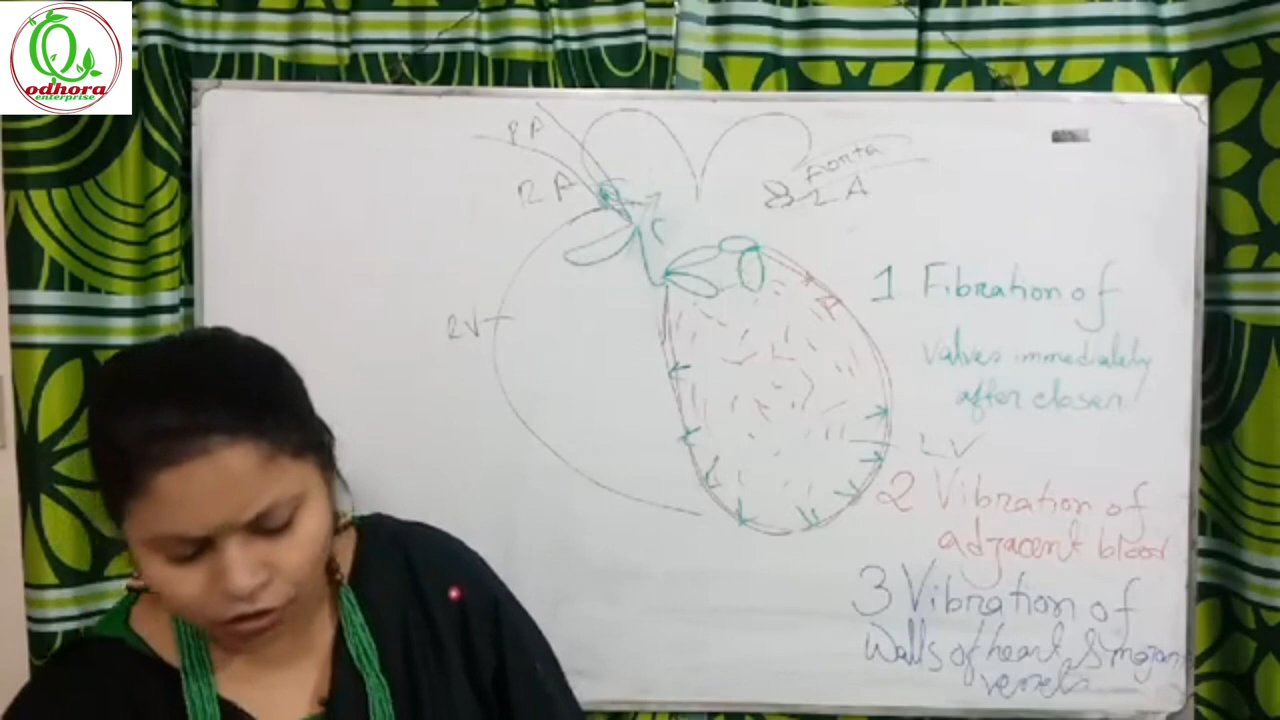 odhora
enterprise
PA
RA
Aorta
LA
RV
1 Fibration of
valves immediately
after closer
LV
2 Vibration of
adjacent blood
3 Vibration of
Walls of heart & major
vessels